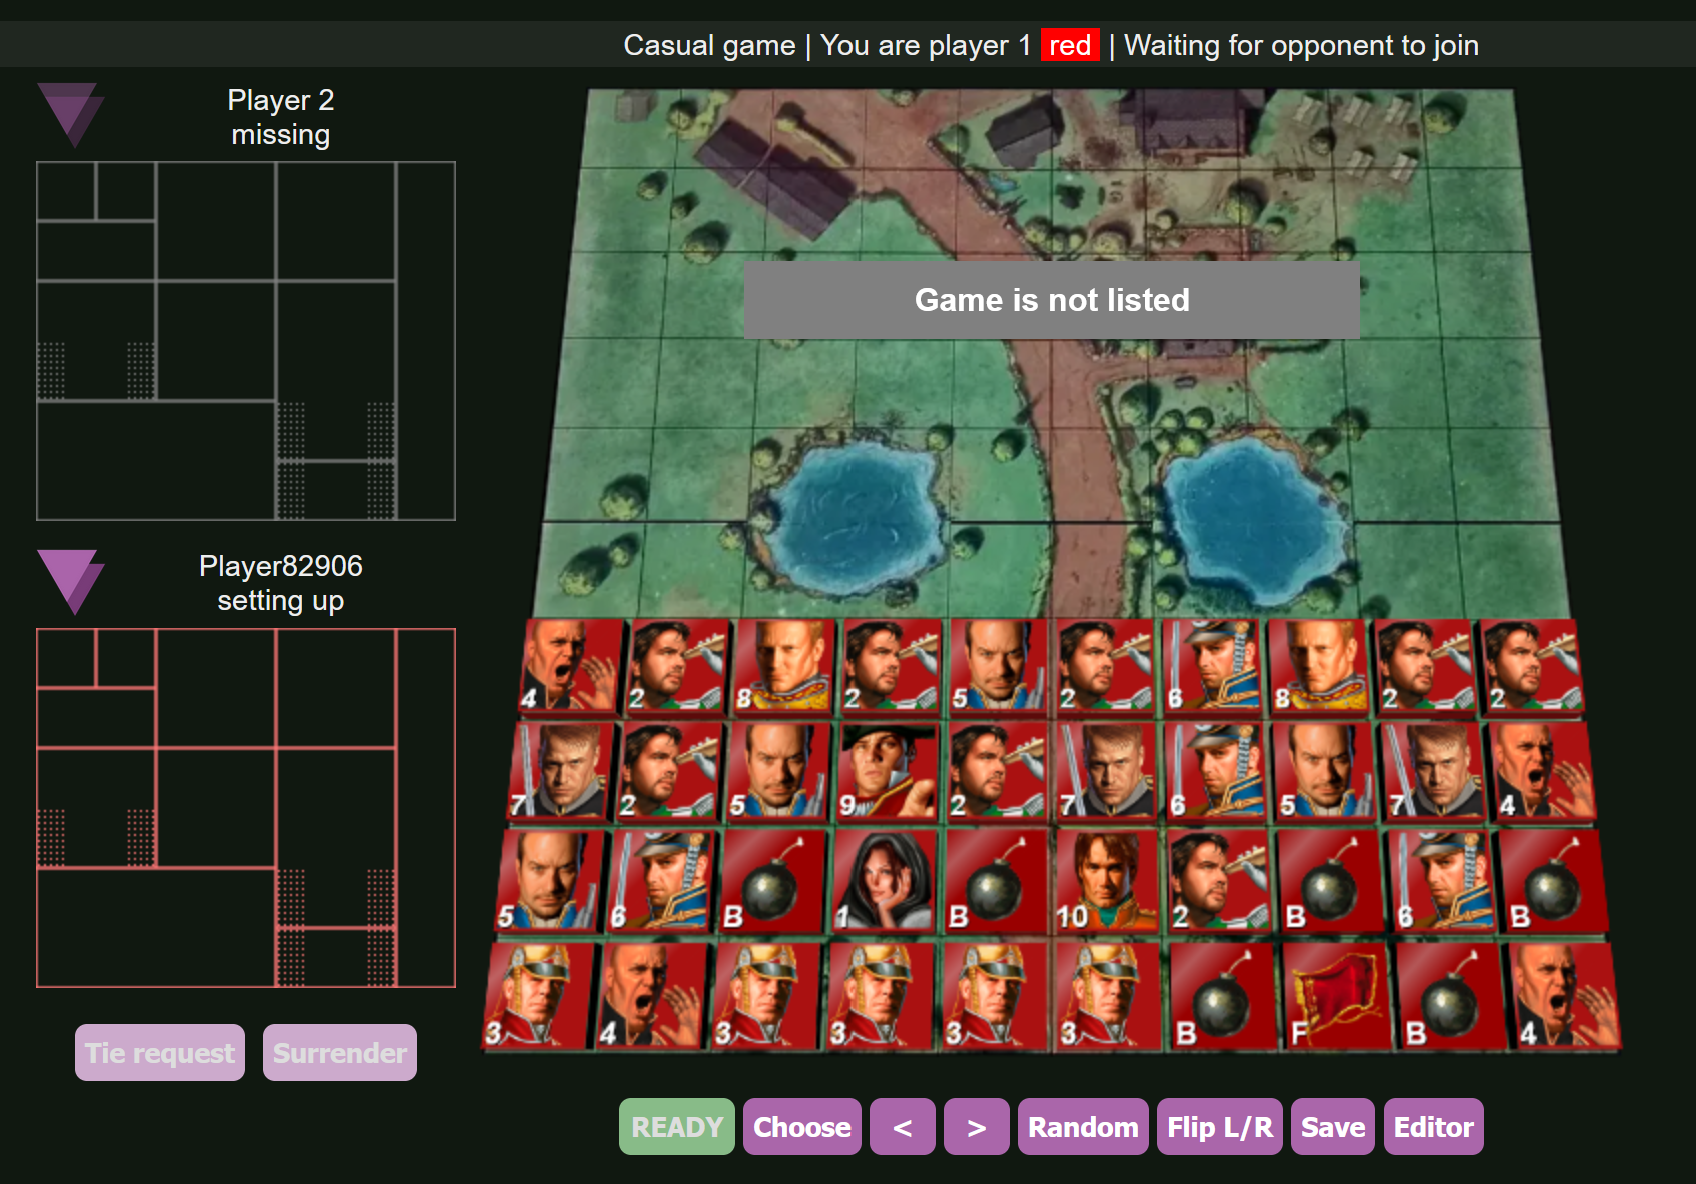 Casual game | You are player 1 red | Waiting for opponent to join
Player 2
missing
Game is not listed
Player82906
setting up
4 2 8 2 5 2 6 8 2 2
7 2 5 9 2 7 6 5 7 4
5 6 B 1 B 10 2 B 6 B
3 4 3 3 3 3 B F B 4
Tie request Surrender
READY Choose < > Random Flip L/R Save Editor